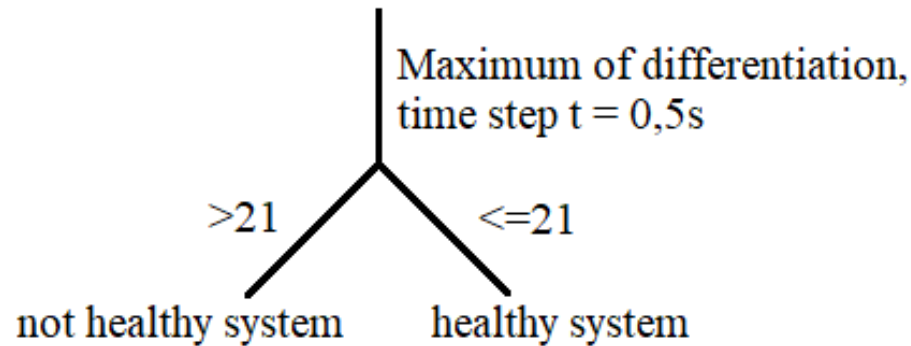 Maximum of differentiation,
time step t = 0,5s
>21
<=21
not healthy system
healthy system